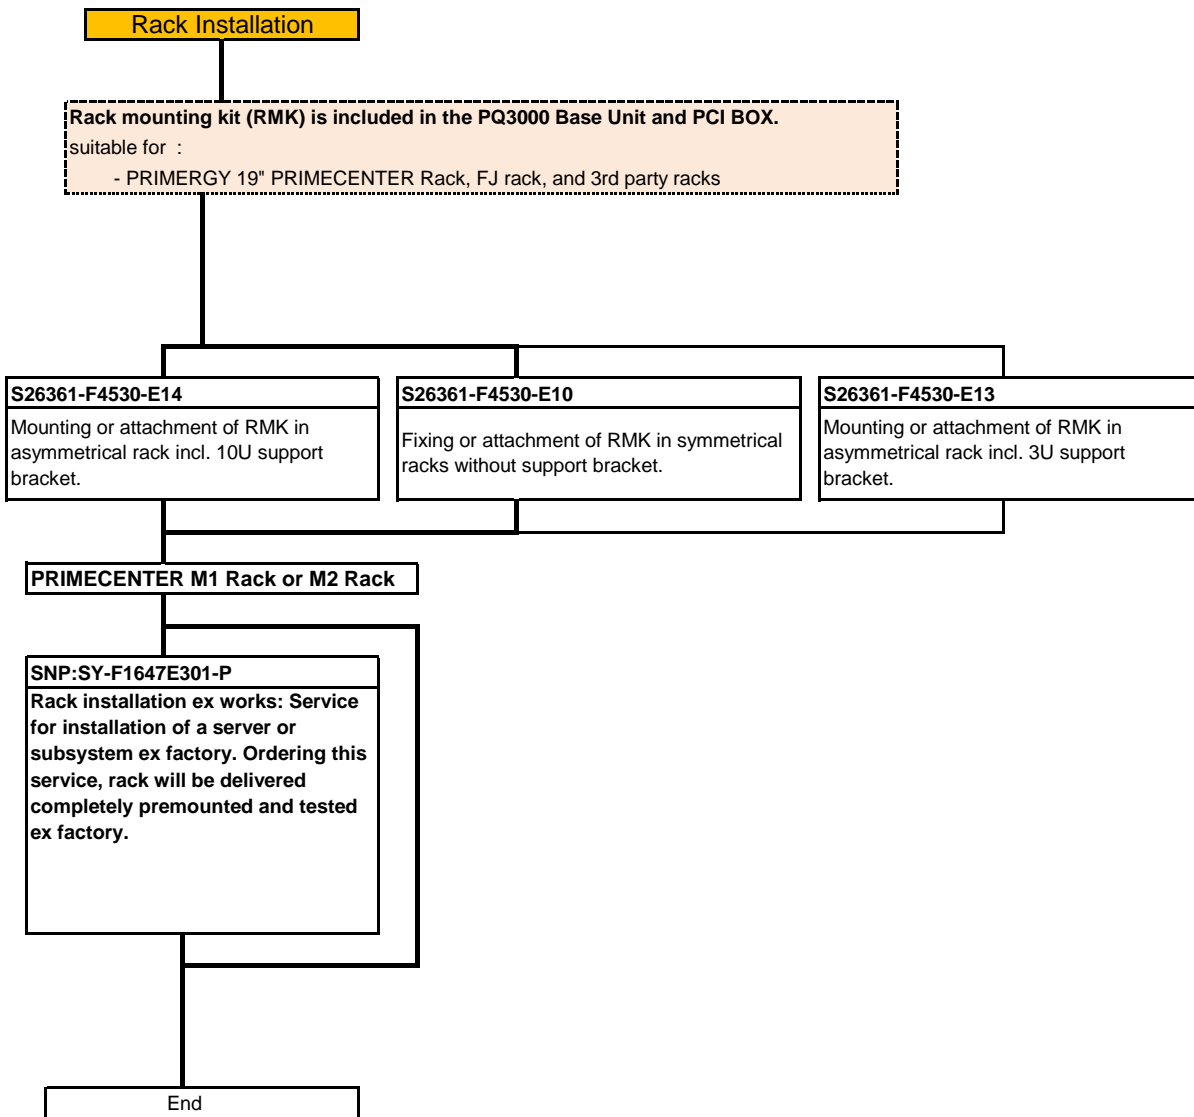 Rack Installation
Rack mounting kit (RMK) is included in the PQ3000 Base Unit and PCI BOX.
suitable for :
- PRIMERGY 19" PRIMECENTER Rack, FJ rack, and 3rd party racks
S26361-F4530-E14
Mounting or attachment of RMK in
asymmetrical rack incl. 10U support
bracket.
S26361-F4530-E10
Fixing or attachment of RMK in symmetrical
racks without support bracket.
S26361-F4530-E13
Mounting or attachment of RMK in
asymmetrical rack incl. 3U support
bracket.
PRIMECENTER M1 Rack or M2 Rack
SNP:SY-F1647E301-P
Rack installation ex works: Service
for installation of a server or
subsystem ex factory. Ordering this
service, rack will be delivered
completely premounted and tested
ex factory.
End